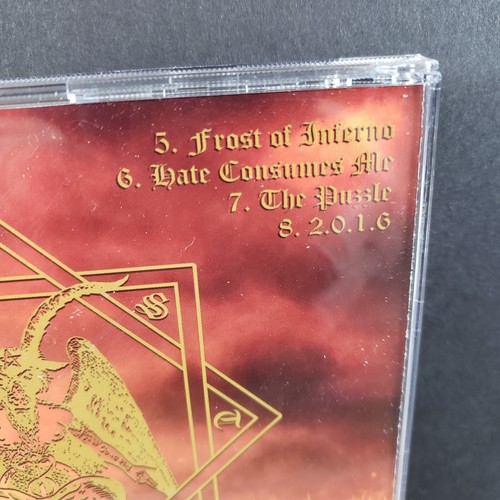 5. Frost of Inferno
6. Hate Consumes Me
7. The Puzzle
8. 2.0.1.6
S
T